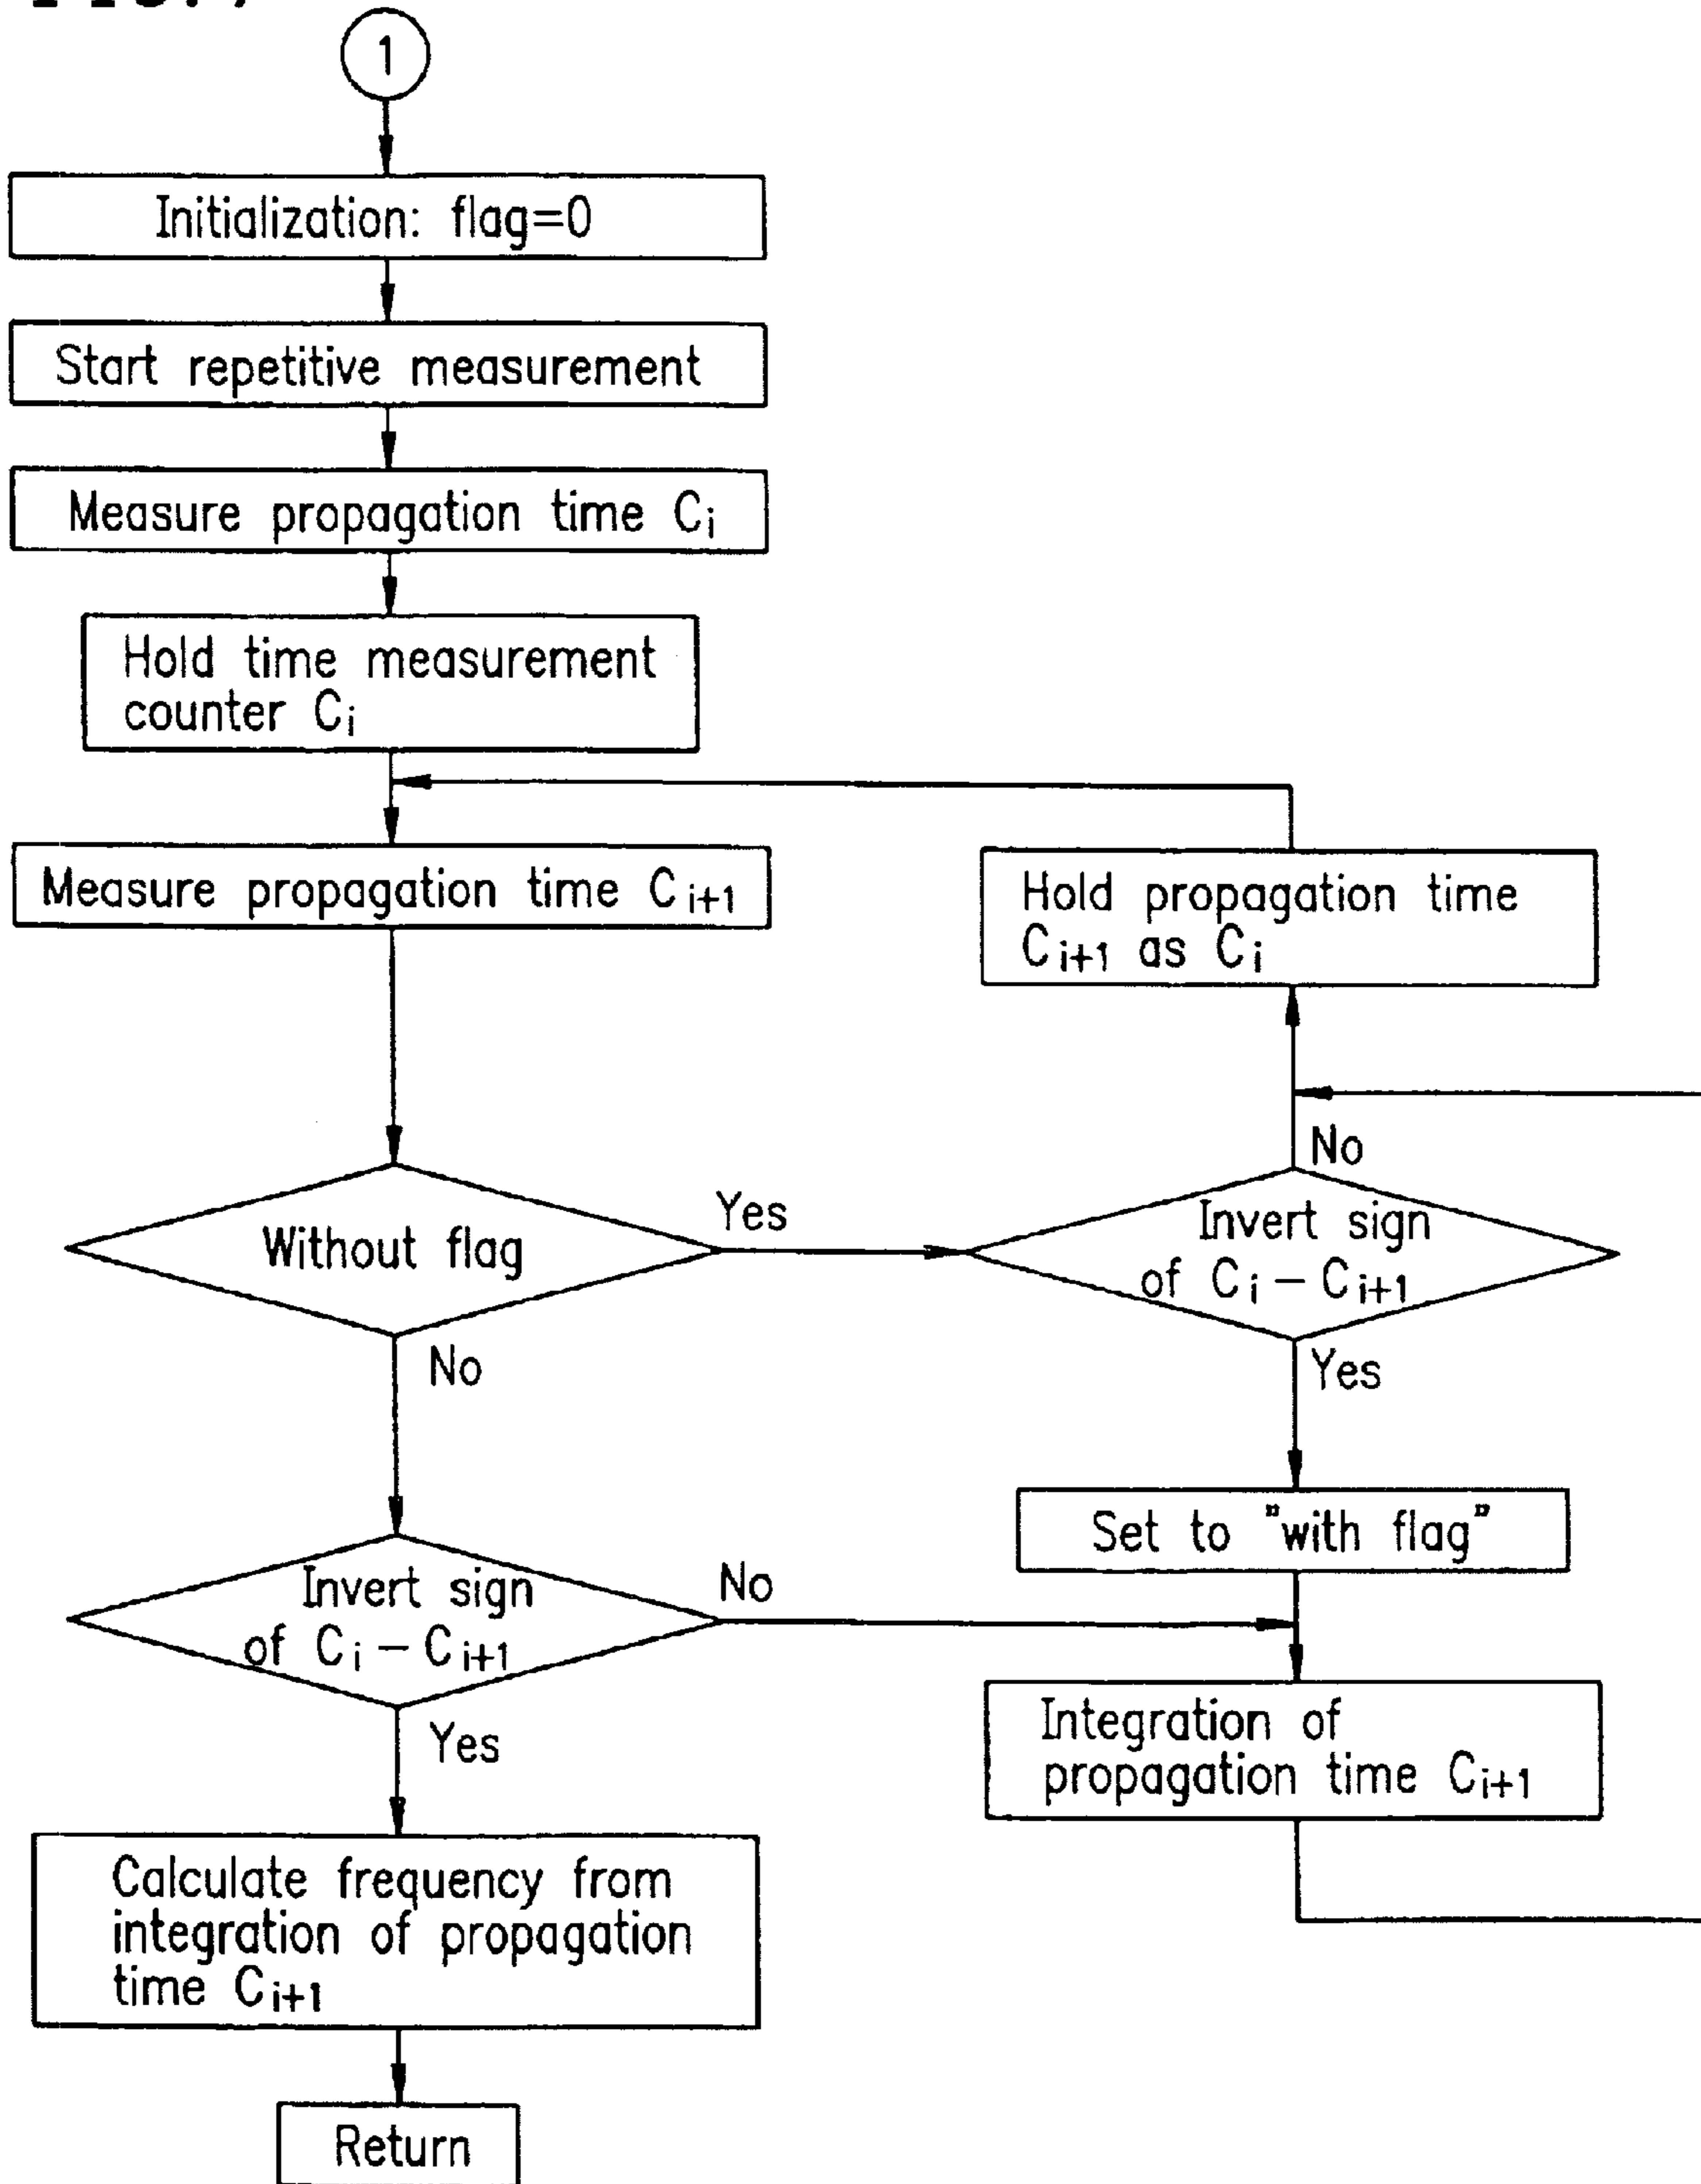 1
Initialization: flag=0
Start repetitive measurement
Measure propagation time Ci
Hold time measurement
counter Ci
Measure propagation time Ci+1
Hold propagation time
Ci+1 as Ci
No
Without flag
Yes
Invert sign
of Ci – Ci+1
No
Yes
Set to "with flag"
Invert sign
of Ci – Ci+1
No
Yes
Integration of
propagation time Ci+1
Calculate frequency from
integration of propagation
time Ci+1
Return